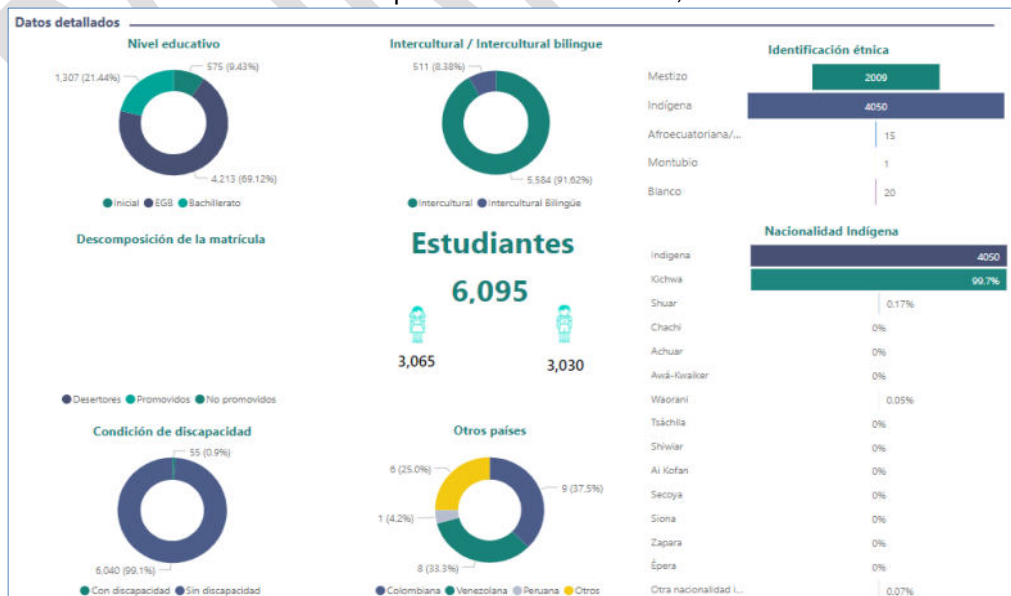 Datos detallados
Nivel educativo
575 (9.43%)
1,307 (21.44%)
4,213 (69.12%)
Inicial EGB Bachillerato
Intercultural / Intercultural bilingue
511 (8.38%)
5,584 (91.62%)
Intercultural Intercultural Bilingüe
Identificación étnica
Mestizo 2009
Indígena 4050
Afroecuatoriana/... 15
Montubio 1
Blanco 20
Descomposición de la matrícula
Desertores Promovidos No promovidos
Estudiantes
6,095
3,065 3,030
Nacionalidad Indígena
Indigena 4050
Kichwa 99.7%
Shuar 0.17%
Chachi 0%
Achuar 0%
Awá-Kwaiker 0%
Waorani 0.05%
Tsáchila 0%
Shiwiar 0%
Ai Kofan 0%
Secoya 0%
Siona 0%
Zapara 0%
Épera 0%
Otra nacionalidad i... 0.07%
Condición de discapacidad
55 (0.9%)
6,040 (99.1%)
Con discapacidad Sin discapacidad
Otros países
6 (25.0%)
9 (37.5%)
1 (4.2%)
8 (33.3%)
Colombiana Venezolana Peruana Otros